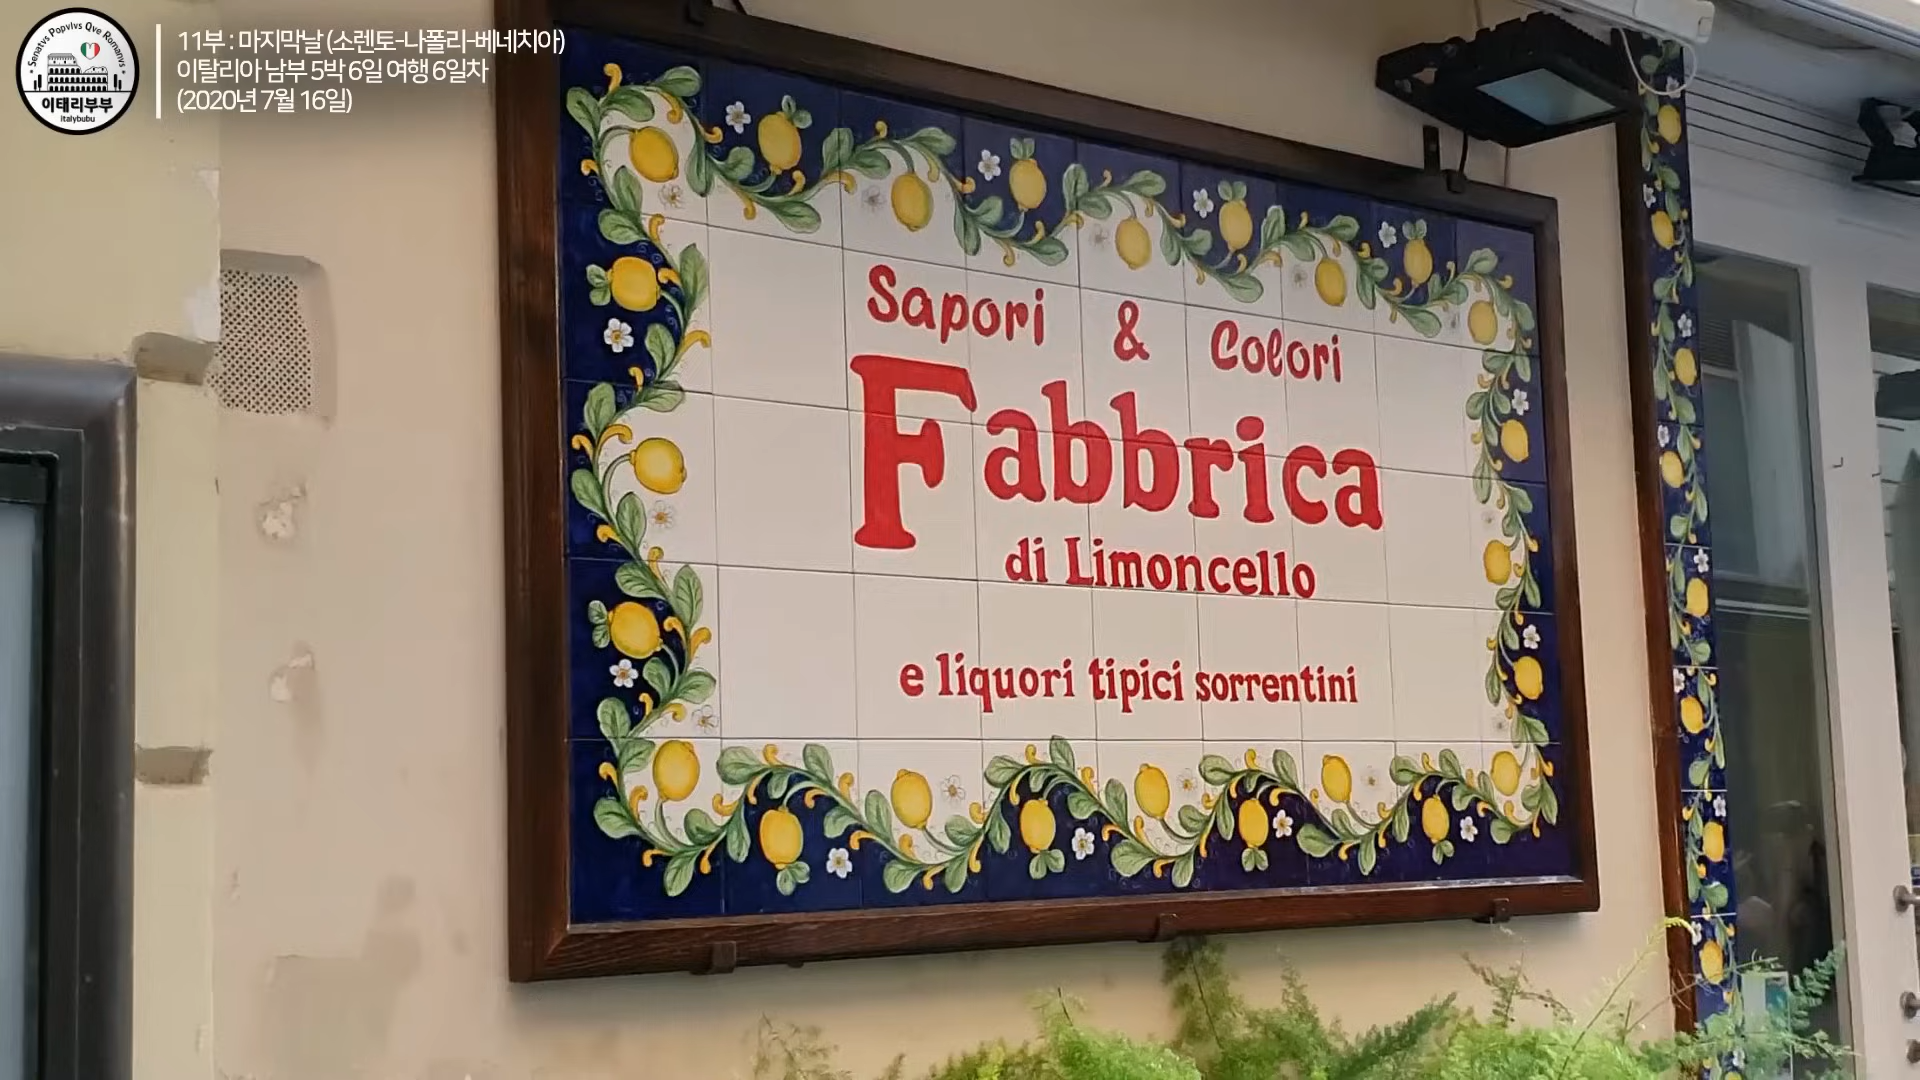 Senatvs Popvlvs Qve Romanvs
이태리부부
italybubu
11부 : 마지막날 (소렌토-나폴리-베네치아)
이탈리아 남부 5박 6일 여행 6일차
(2020년 7월 16일)
Sapori & Colori
Fabbrica
di Limoncello
e liquori tipici sorrentini